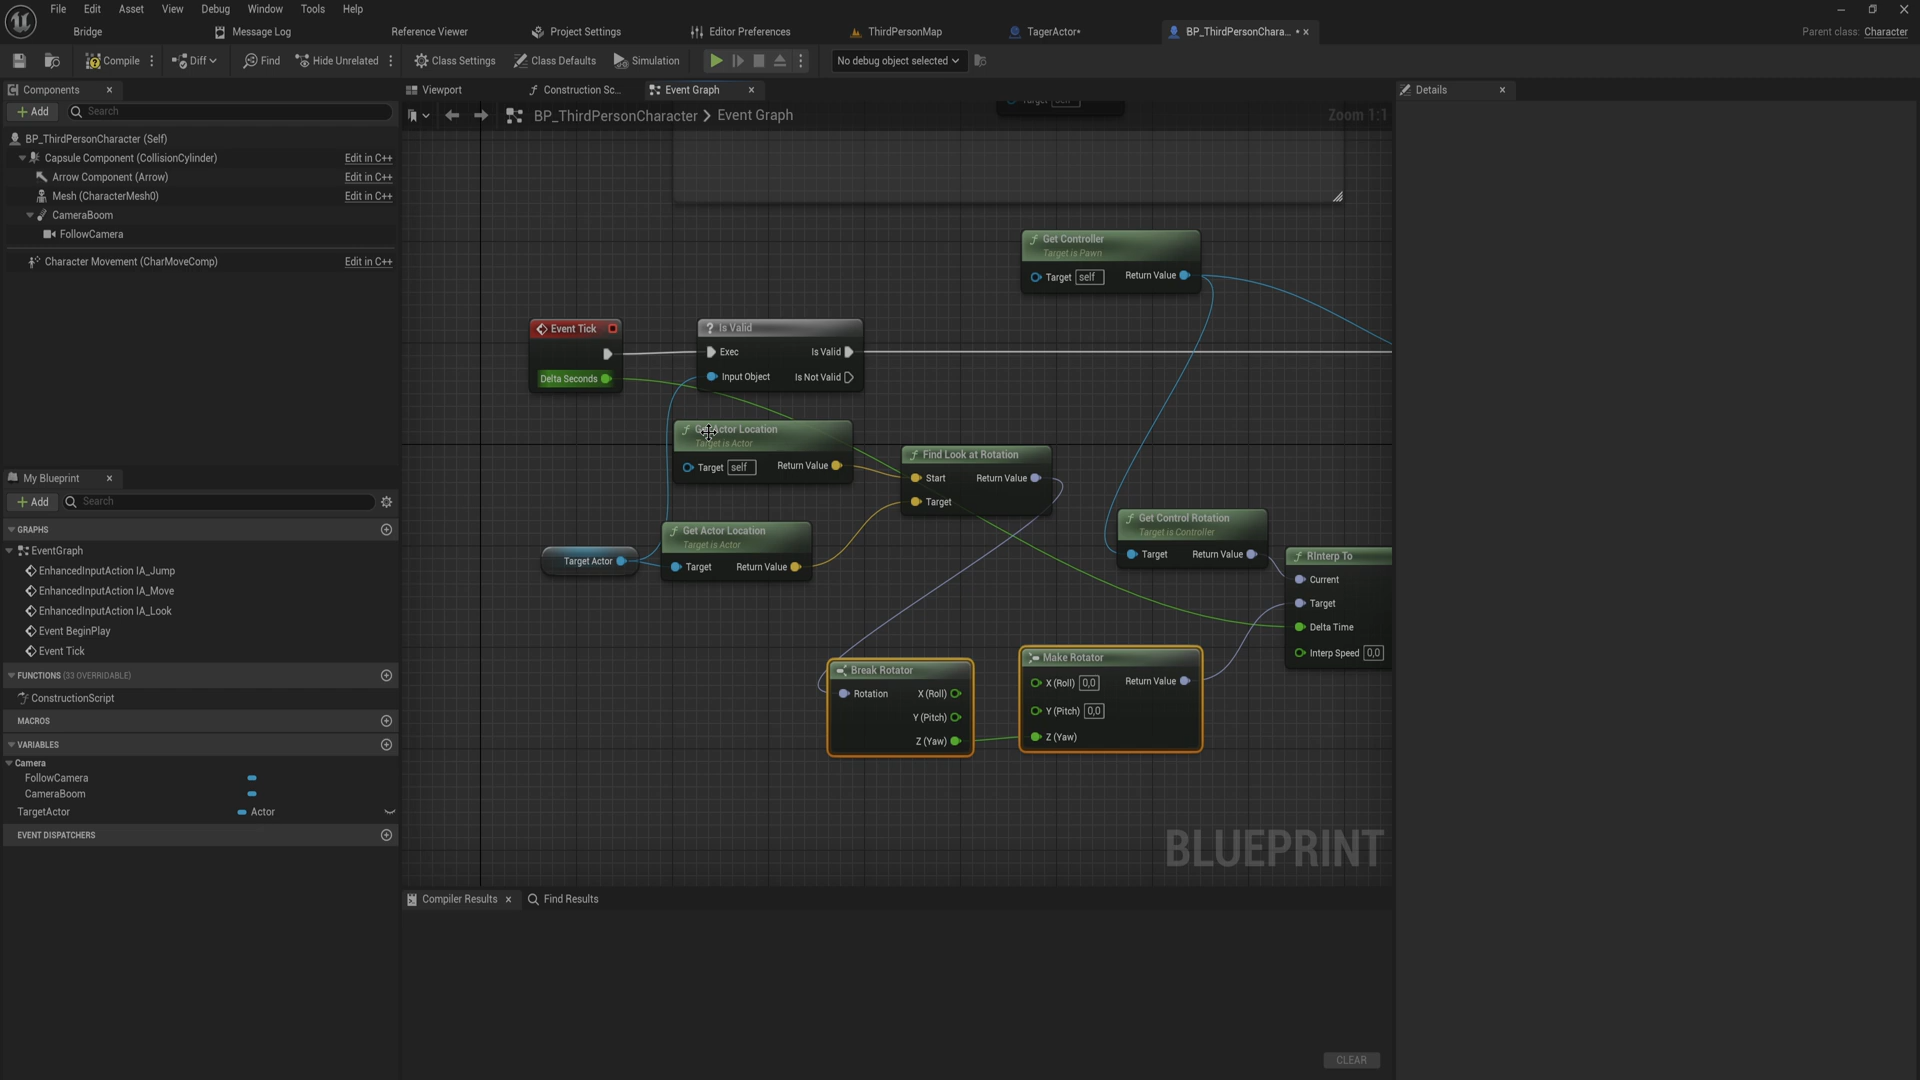 File Edit Asset View Debug Window Tools Help
Bridge Message Log Reference Viewer Project Settings Editor Preferences ThirdPersonMap TagerActor* BP_ThirdPersonChara... •
Parent class: Character
Compile Diff Find Hide Unrelated Class Settings Class Defaults Simulation No debug object selected
Components
Add Search
BP_ThirdPersonCharacter (Self)
Capsule Component (CollisionCylinder) Edit in C++
Arrow Component (Arrow) Edit in C++
Mesh (CharacterMesh0) Edit in C++
CameraBoom
FollowCamera
Character Movement (CharMoveComp) Edit in C++
My Blueprint
Add Search
GRAPHS
EventGraph
EnhancedInputAction IA_Jump
EnhancedInputAction IA_Move
EnhancedInputAction IA_Look
Event BeginPlay
Event Tick
FUNCTIONS (33 OVERRIDABLE)
ConstructionScript
MACROS
VARIABLES
Camera
FollowCamera
CameraBoom
TargetActor Actor
EVENT DISPATCHERS
Viewport Construction Sc... Event Graph
BP_ThirdPersonCharacter > Event Graph
Zoom 1:1
Target self
Get Controller
Target is Pawn
Target self Return Value
Event Tick
Delta Seconds
? Is Valid
Exec Is Valid
Input Object Is Not Valid
Get Actor Location
Target is Actor
Target self Return Value
Find Look at Rotation
Start Return Value
Target
Target Actor
Get Actor Location
Target is Actor
Target Return Value
Get Control Rotation
Target is Controller
Target Return Value
RInterp To
Current
Target
Delta Time
Interp Speed 0,0
Break Rotator
Rotation X (Roll)
Y (Pitch)
Z (Yaw)
Make Rotator
X (Roll) 0,0 Return Value
Y (Pitch) 0,0
Z (Yaw)
BLUEPRINT
Compiler Results Find Results
CLEAR
Details